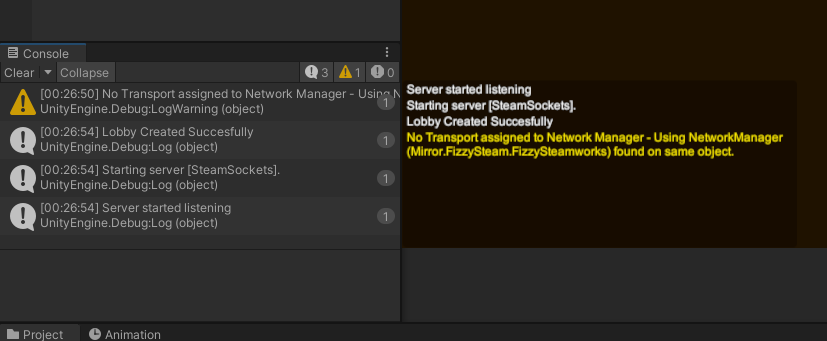 Console
Clear Collapse 3 1 0
[00:26:50] No Transport assigned to Network Manager - Using N
UnityEngine.Debug:LogWarning (object)
1
[00:26:54] Lobby Created Succesfully
UnityEngine.Debug:Log (object)
1
[00:26:54] Starting server [SteamSockets].
UnityEngine.Debug:Log (object)
1
[00:26:54] Server started listening
UnityEngine.Debug:Log (object)
1
Project Animation
Server started listening
Starting server [SteamSockets].
Lobby Created Succesfully
No Transport assigned to Network Manager - Using NetworkManager
(Mirror.FizzySteam.FizzySteamworks) found on same object.